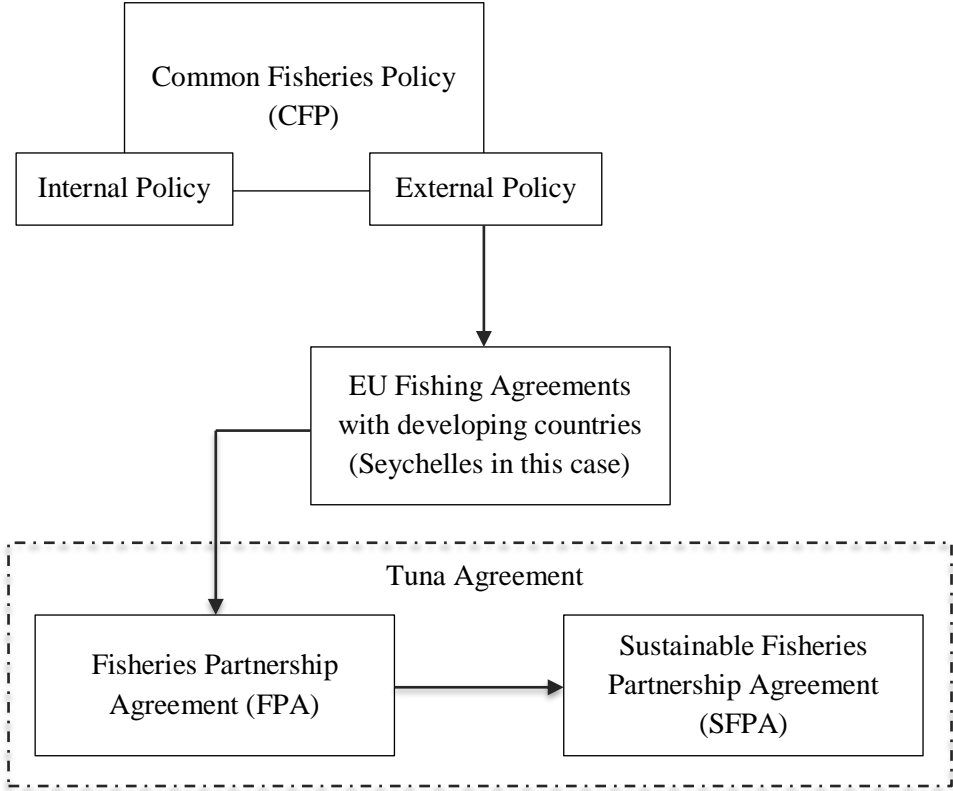 Common Fisheries Policy
(CFP)
Internal Policy
External Policy
EU Fishing Agreements
with developing countries
(Seychelles in this case)
Tuna Agreement
Fisheries Partnership
Agreement (FPA)
Sustainable Fisheries
Partnership Agreement
(SFPA)